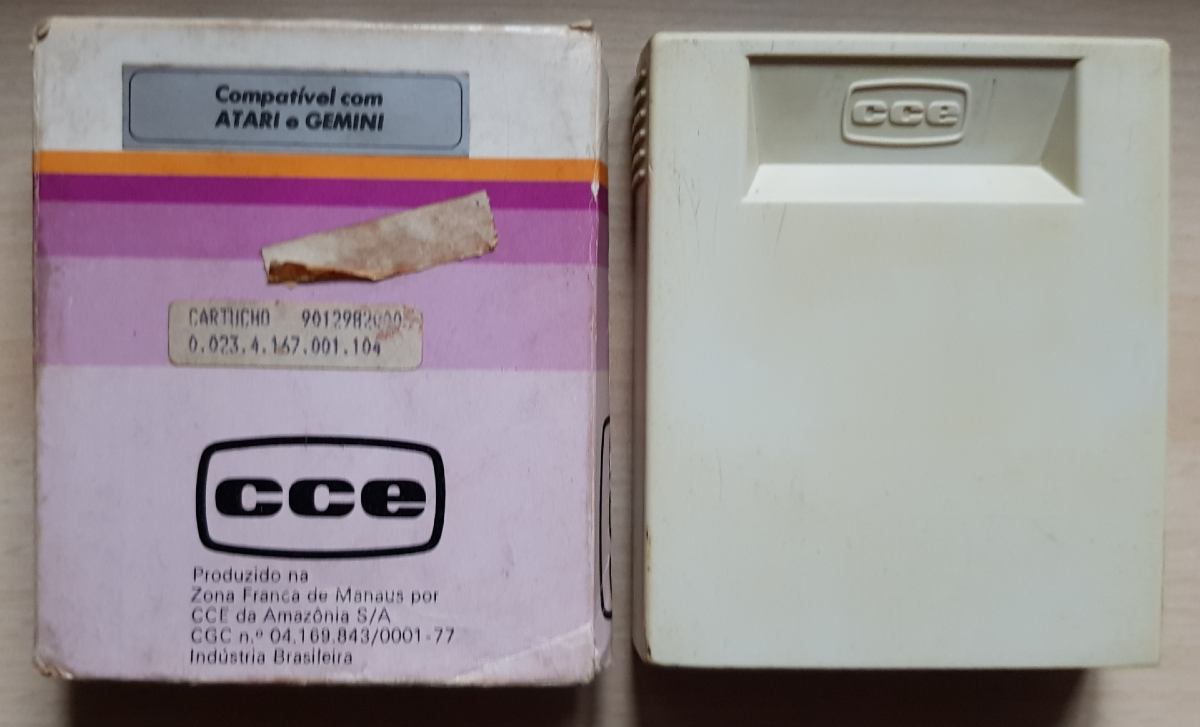 Compatível com
ATARI e GEMINI
CARTUCHO
0.023.4.167.001.104
cce
Produzido na
Zona Franca de Manaus por
CCE da Amazônia S/A
CGC n.º 04.169.843/0001-77
Indústria Brasileira
cce